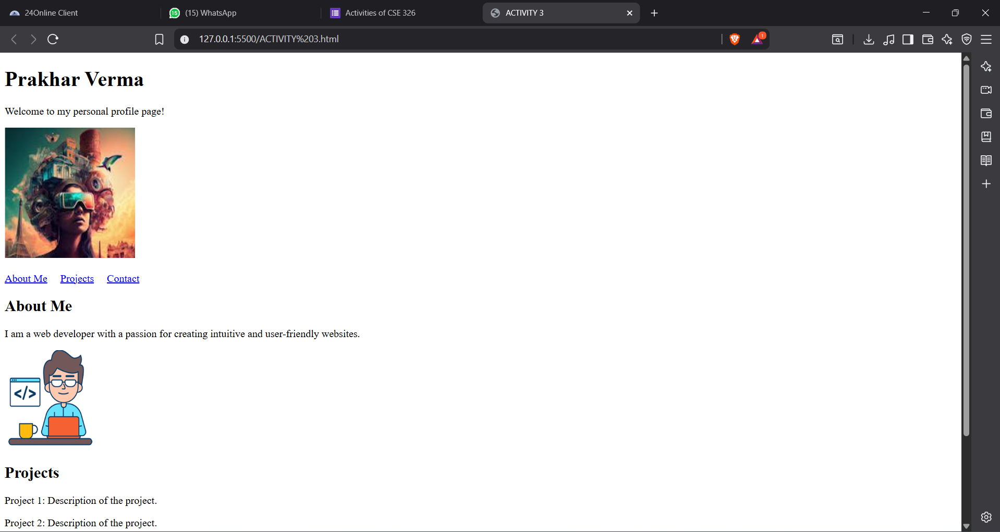 24Online Client
15
(15) WhatsApp
Activities of CSE 326
ACTIVITY 3
127.0.0.1:5500/ACTIVITY%203.html
1
Prakhar Verma
Welcome to my personal profile page!
About Me Projects Contact
About Me
I am a web developer with a passion for creating intuitive and user-friendly websites.
</>
Projects
Project 1: Description of the project.
Project 2: Description of the project.